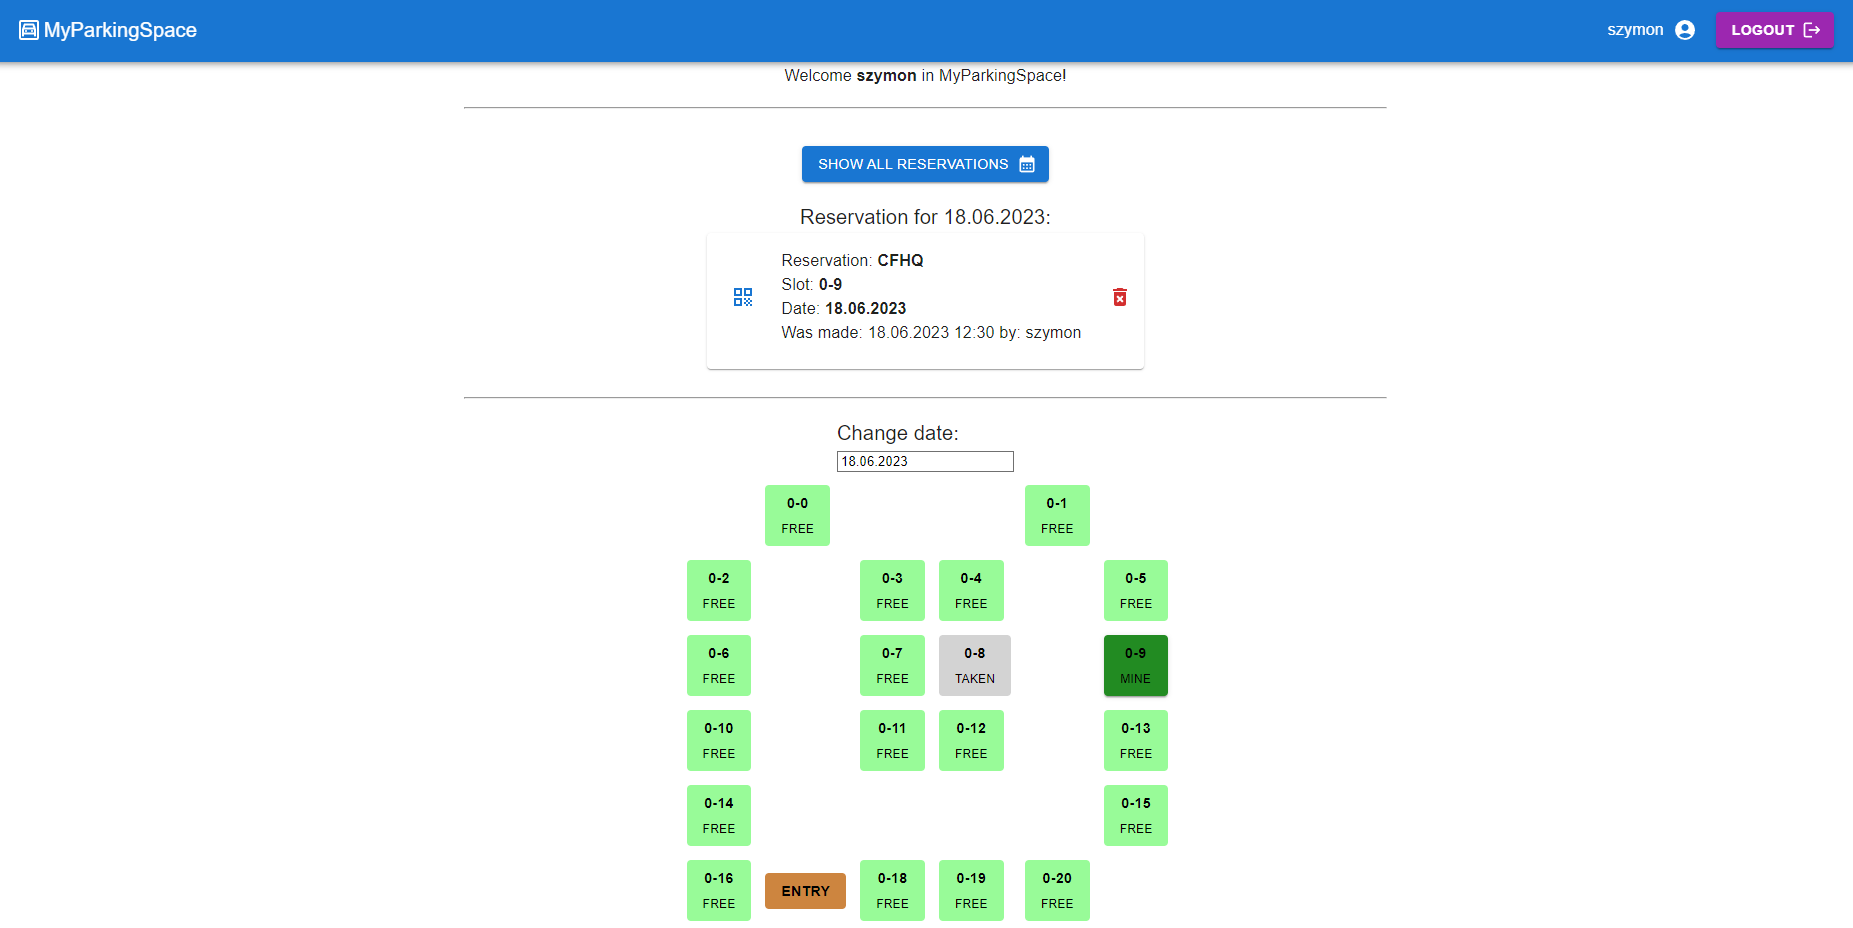 MyParkingSpace
szymon
LOGOUT
Welcome szymon in MyParkingSpace!
SHOW ALL RESERVATIONS
Reservation for 18.06.2023:
Reservation: CFHQ
Slot: 0-9
Date: 18.06.2023
Was made: 18.06.2023 12:30 by: szymon
Change date:
18.06.2023
0-0 0-1
FREE FREE
0-2 0-3 0-4 0-5
FREE FREE FREE FREE
0-6 0-7 0-8 0-9
FREE FREE TAKEN MINE
0-10 0-11 0-12 0-13
FREE FREE FREE FREE
0-14 0-15
FREE FREE
0-16 ENTRY 0-18 0-19 0-20
FREE FREE FREE FREE